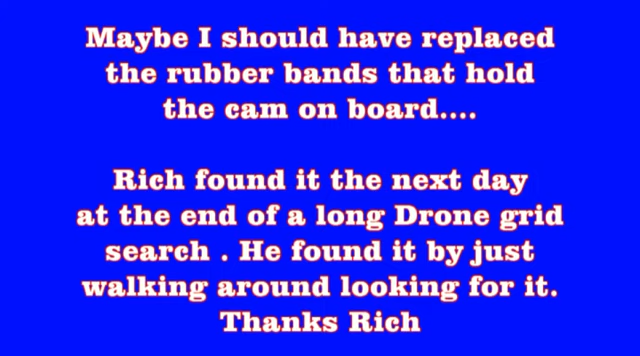 Maybe I should have replaced
the rubber bands that hold
the cam on board....
Rich found it the next day
at the end of a long Drone grid
search . He found it by just
walking around looking for it.
Thanks Rich